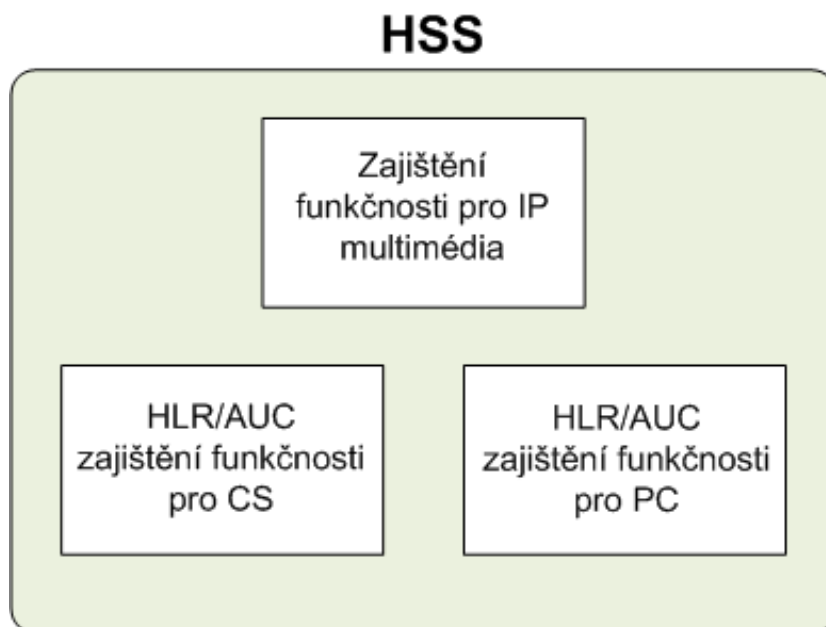 HSS
Zajištění
funkčnosti pro IP
multimédia
HLR/AUC
zajištění funkčnosti
pro CS
HLR/AUC
zajištění funkčnosti
pro PC